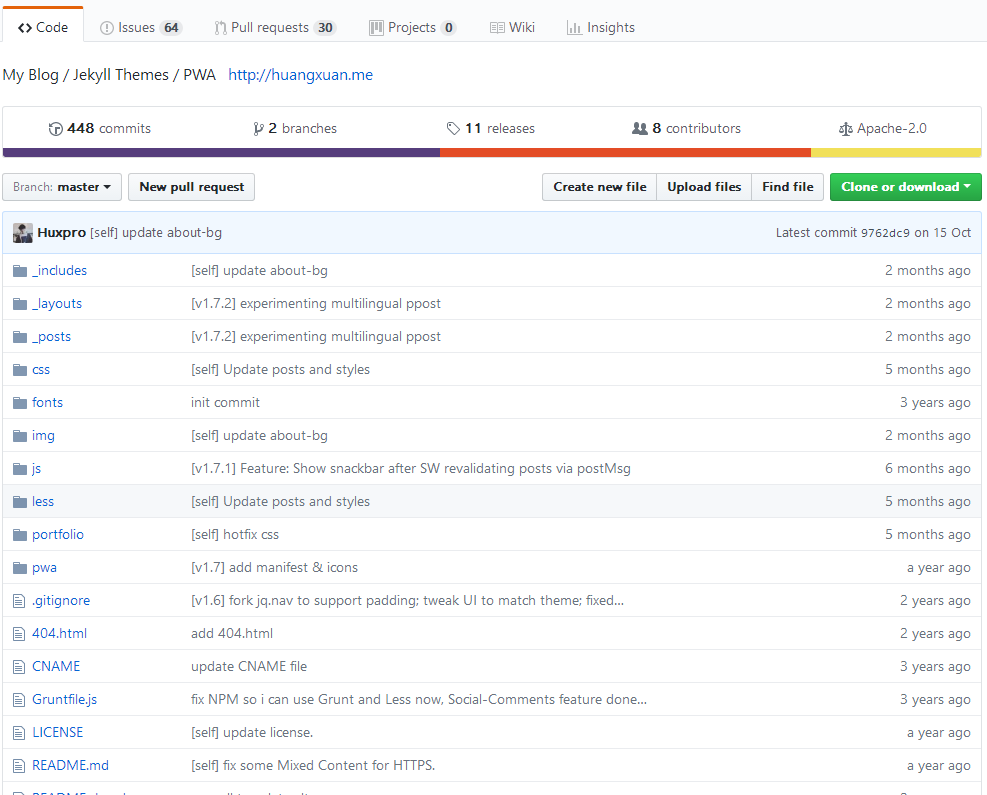 Code Issues 64 Pull requests 30 Projects 0 Wiki Insights
My Blog / Jekyll Themes / PWA http://huangxuan.me
448 commits 2 branches 11 releases 8 contributors Apache-2.0
Branch: master New pull request Create new file Upload files Find file Clone or download
Huxpro [self] update about-bg Latest commit 9762dc9 on 15 Oct
_includes [self] update about-bg 2 months ago
_layouts [v1.7.2] experimenting multilingual ppost 2 months ago
_posts [v1.7.2] experimenting multilingual ppost 2 months ago
css [self] Update posts and styles 5 months ago
fonts init commit 3 years ago
img [self] update about-bg 2 months ago
js [v1.7.1] Feature: Show snackbar after SW revalidating posts via postMsg 6 months ago
less [self] Update posts and styles 5 months ago
portfolio [self] hotfix css 5 months ago
pwa [v1.7] add manifest & icons a year ago
.gitignore [v1.6] fork jq.nav to support padding; tweak UI to match theme; fixed... 2 years ago
404.html add 404.html 2 years ago
CNAME update CNAME file 3 years ago
Gruntfile.js fix NPM so i can use Grunt and Less now, Social-Comments feature done... 3 years ago
LICENSE [self] update license. a year ago
README.md [self] fix some Mixed Content for HTTPS. a year ago